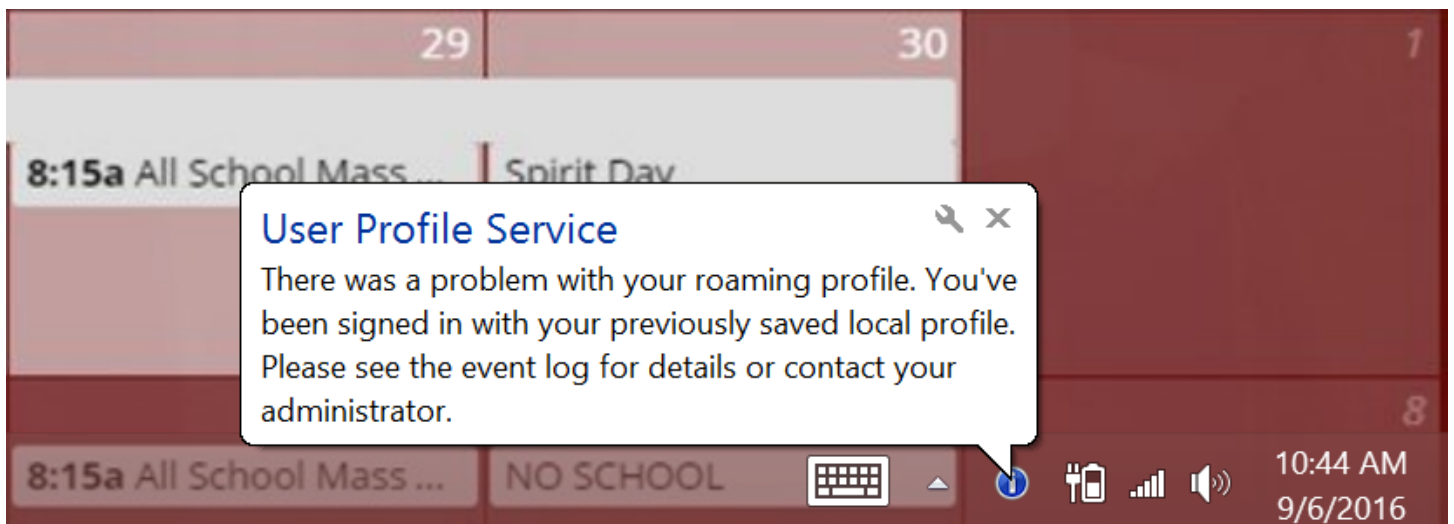 29
30
1
8:15a All School Mass ...
Spirit Day
User Profile Service
There was a problem with your roaming profile. You've
been signed in with your previously saved local profile.
Please see the event log for details or contact your
administrator.
8
8:15a All School Mass ...
NO SCHOOL
10:44 AM
9/6/2016